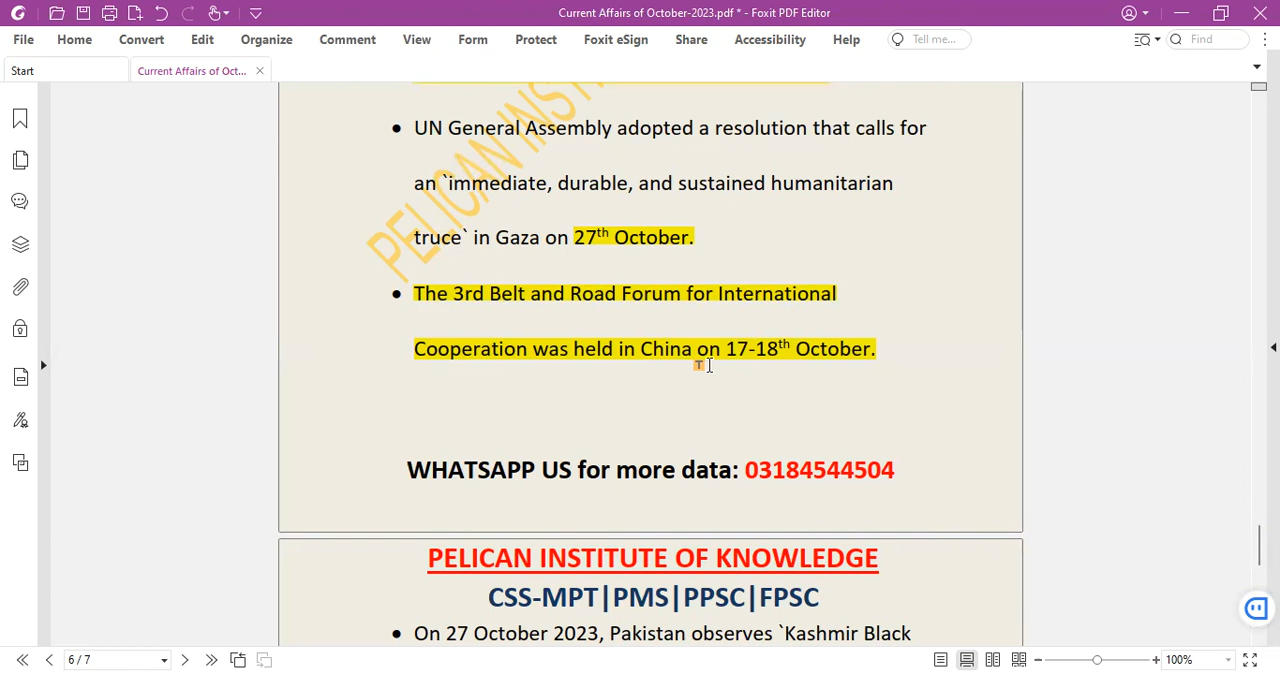 Current Affairs of October-2023.pdf * - Foxit PDF Editor
File Home Convert Edit Organize Comment View Form Protect Foxit eSign Share Accessibility Help Tell me... Find
Start Current Affairs of Oct...
PELICAN INST
• UN General Assembly adopted a resolution that calls for
an `immediate, durable, and sustained humanitarian
truce` in Gaza on 27th October.
• The 3rd Belt and Road Forum for International
Cooperation was held in China on 17-18th October.
WHATSAPP US for more data: 03184544504
PELICAN INSTITUTE OF KNOWLEDGE
CSS-MPT|PMS|PPSC|FPSC
• On 27 October 2023, Pakistan observes `Kashmir Black
6 / 7 100%